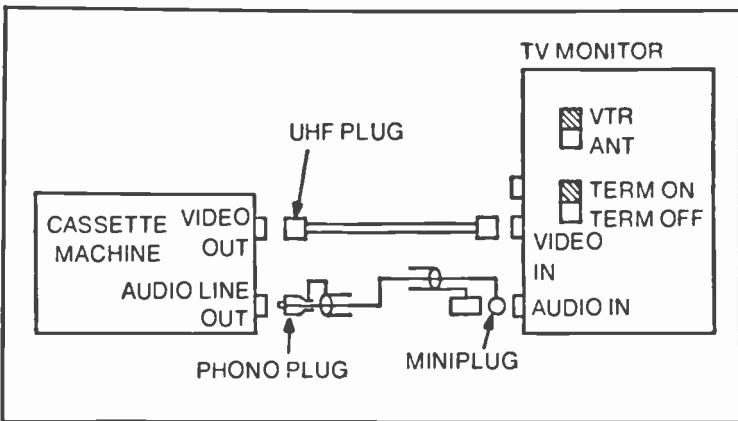 TV MONITOR
VTR
ANT
UHF PLUG
TERM ON
TERM OFF
CASSETTE MACHINE
VIDEO OUT
VIDEO IN
AUDIO LINE OUT
AUDIO IN
PHONO PLUG
MINIPLUG